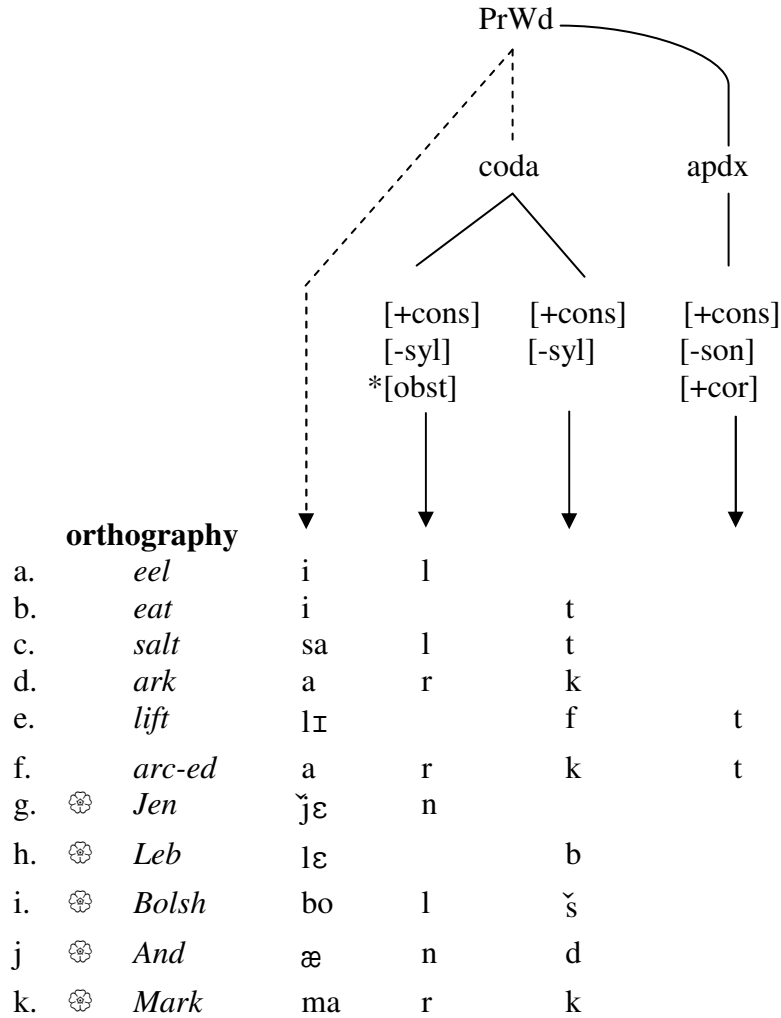 PrWd
coda apdx
[+cons] [+cons] [+cons]
[-syl] [-syl] [-son]
*[obst] [+cor]
orthography
a. eel i l
b. eat i t
c. salt sa l t
d. ark a r k
e. lift lɪ f t
f. arc-ed a r k t
g. Jen ǰɛ n
h. Leb lɛ b
i. Bolsh bo l š
j And æ n d
k. Mark ma r k